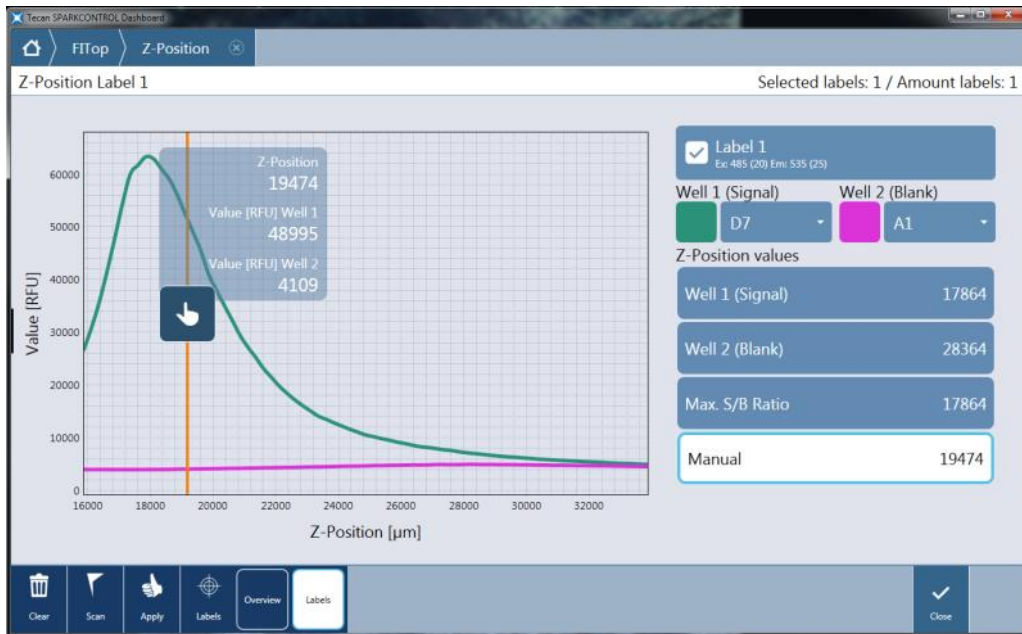 Tecan SPARKCONTROL Dashboard
FITop
Z-Position
Z-Position Label 1
Selected labels: 1 / Amount labels: 1
Value [RFU]
60000
50000
40000
30000
20000
10000
0
16000 18000 20000 22000 24000 26000 28000 30000 32000
Z-Position [µm]
Z-Position
19474
Value [RFU] Well 1
48995
Value [RFU] Well 2
4109
Label 1
Ex: 485 (20) Em: 535 (25)
Well 1 (Signal) Well 2 (Blank)
D7 A1
Z-Position values
Well 1 (Signal) 17864
Well 2 (Blank) 28364
Max. S/B Ratio 17864
Manual 19474
Clear Scan Apply Labels Overview Labels Close